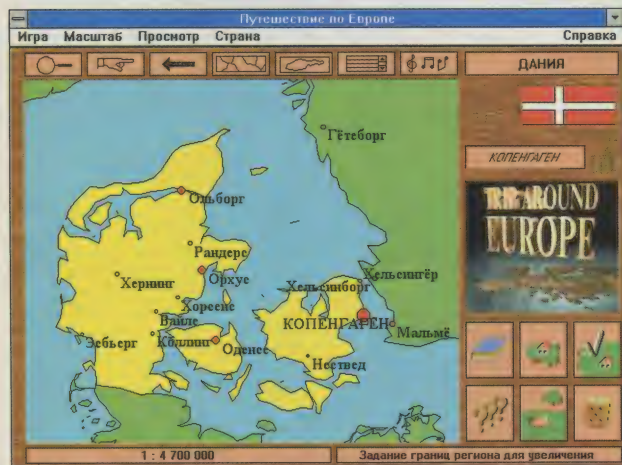 Путешествие по Европе
Игра Масштаб Просмотр Страна Справка
ДАНИЯ
Гётеборг
КОПЕНГАГЕН
TRIP AROUND
EUROPE
Ольборг
Рандерс
Орхус
Хернинг
Хельсингёр
Хельсинборг
Хорсенс
Вайле
КОПЕНГАГЕН
Мальмё
Эсбьерг
Коллинг
Оденсе
Нествед
1 : 4 700 000
Задание границ региона для увеличения